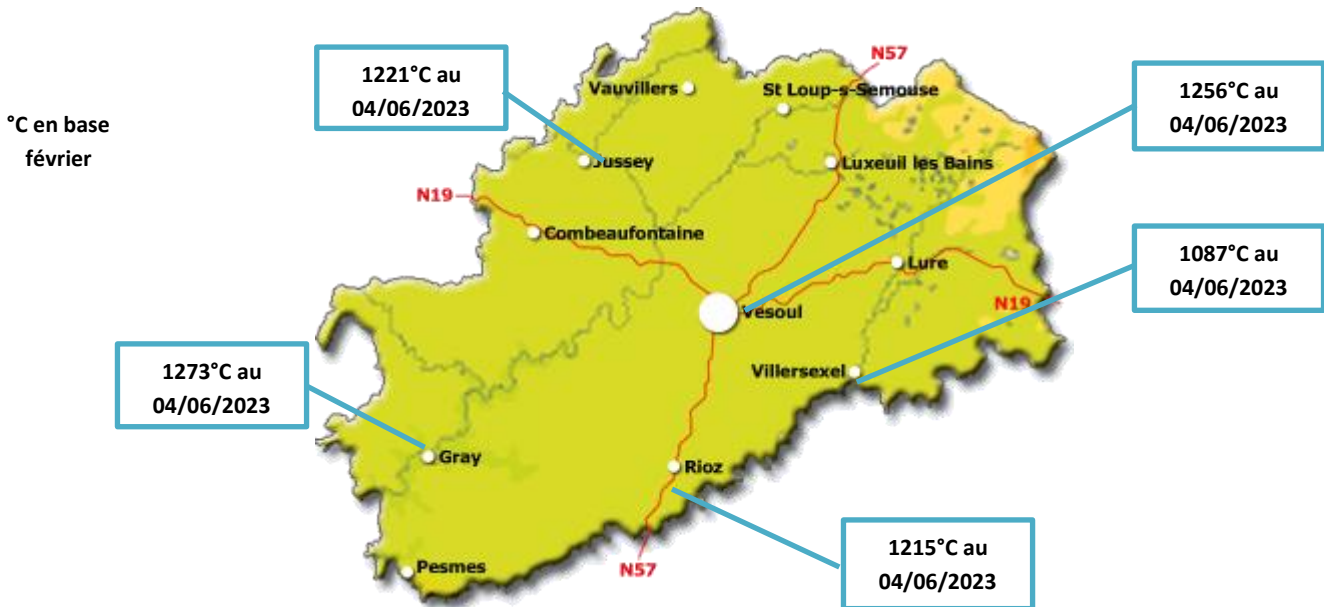 °C en base
février
1221°C au
04/06/2023
Vauvillers
N57
St Loup-s-Semouse
1256°C au
04/06/2023
Jussey
Luxeuil les Bains
N19
Combeaufontaine
Lure
1087°C au
04/06/2023
N19
Vesoul
Villersexel
1273°C au
04/06/2023
Gray
Rioz
1215°C au
04/06/2023
Pesmes
N57